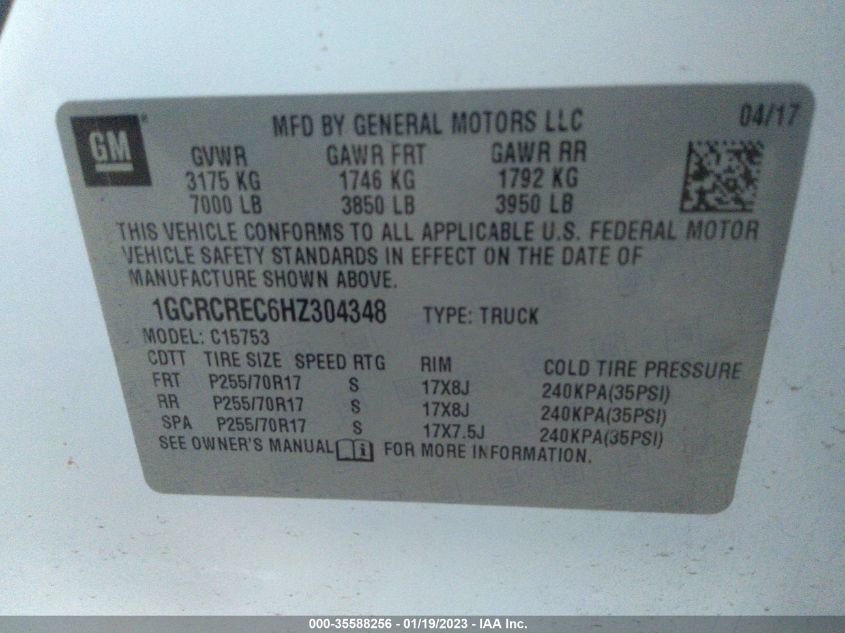 GM
MFD BY GENERAL MOTORS LLC 04/17
GVWR GAWR FRT GAWR RR
3175 KG 1746 KG 1792 KG
7000 LB 3850 LB 3950 LB
THIS VEHICLE CONFORMS TO ALL APPLICABLE U.S. FEDERAL MOTOR
VEHICLE SAFETY STANDARDS IN EFFECT ON THE DATE OF
MANUFACTURE SHOWN ABOVE.
1GCRCREC6HZ304348 TYPE: TRUCK
MODEL: C15753
CDTT TIRE SIZE SPEED RTG RIM COLD TIRE PRESSURE
FRT P255/70R17 S 17X8J 240KPA(35PSI)
RR P255/70R17 S 17X8J 240KPA(35PSI)
SPA P255/70R17 S 17X7.5J 240KPA(35PSI)
SEE OWNER'S MANUAL i FOR MORE INFORMATION.
000-35588256 - 01/19/2023 - IAA Inc.